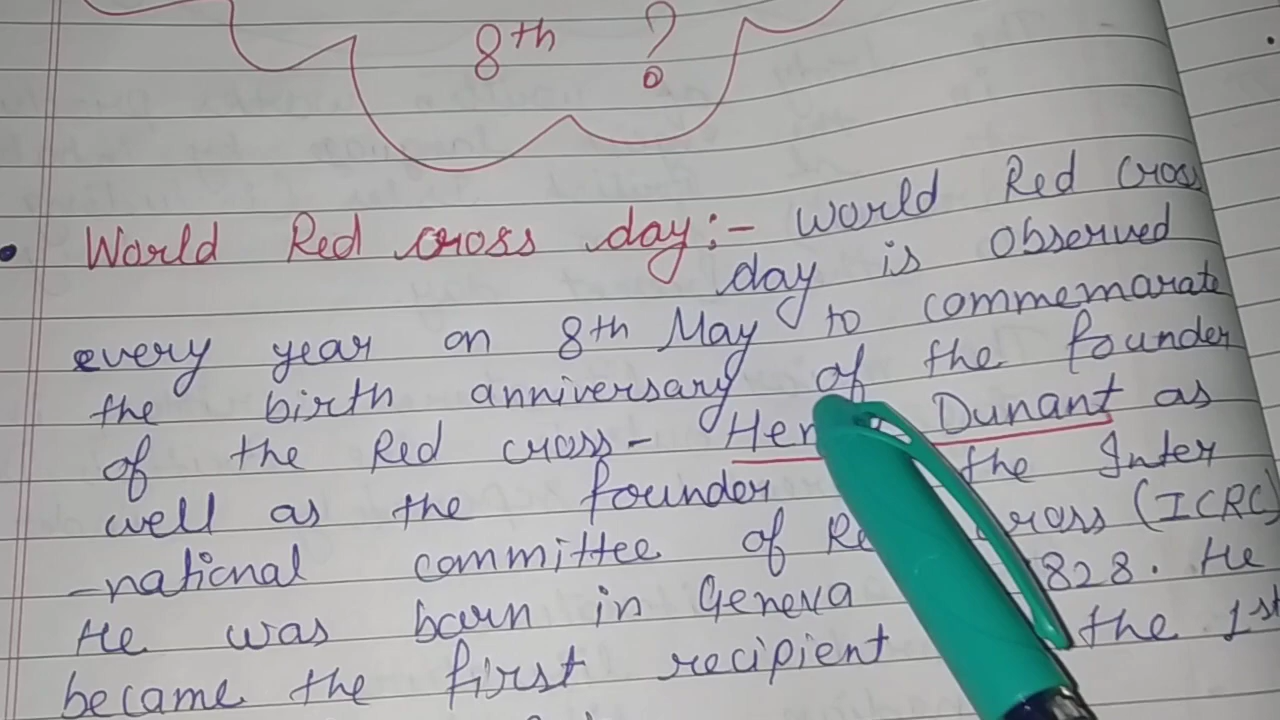 8th ?
• World Red cross day:- World Red Cross
day is observed
every year on 8th May to commemarate
the birth anniversary of the founder
of the Red cross- Dunant as
well as the founder the Inter
-national committee of cross (ICRC)
He was born in Geneva 1828. He
became the first recipient the 1st